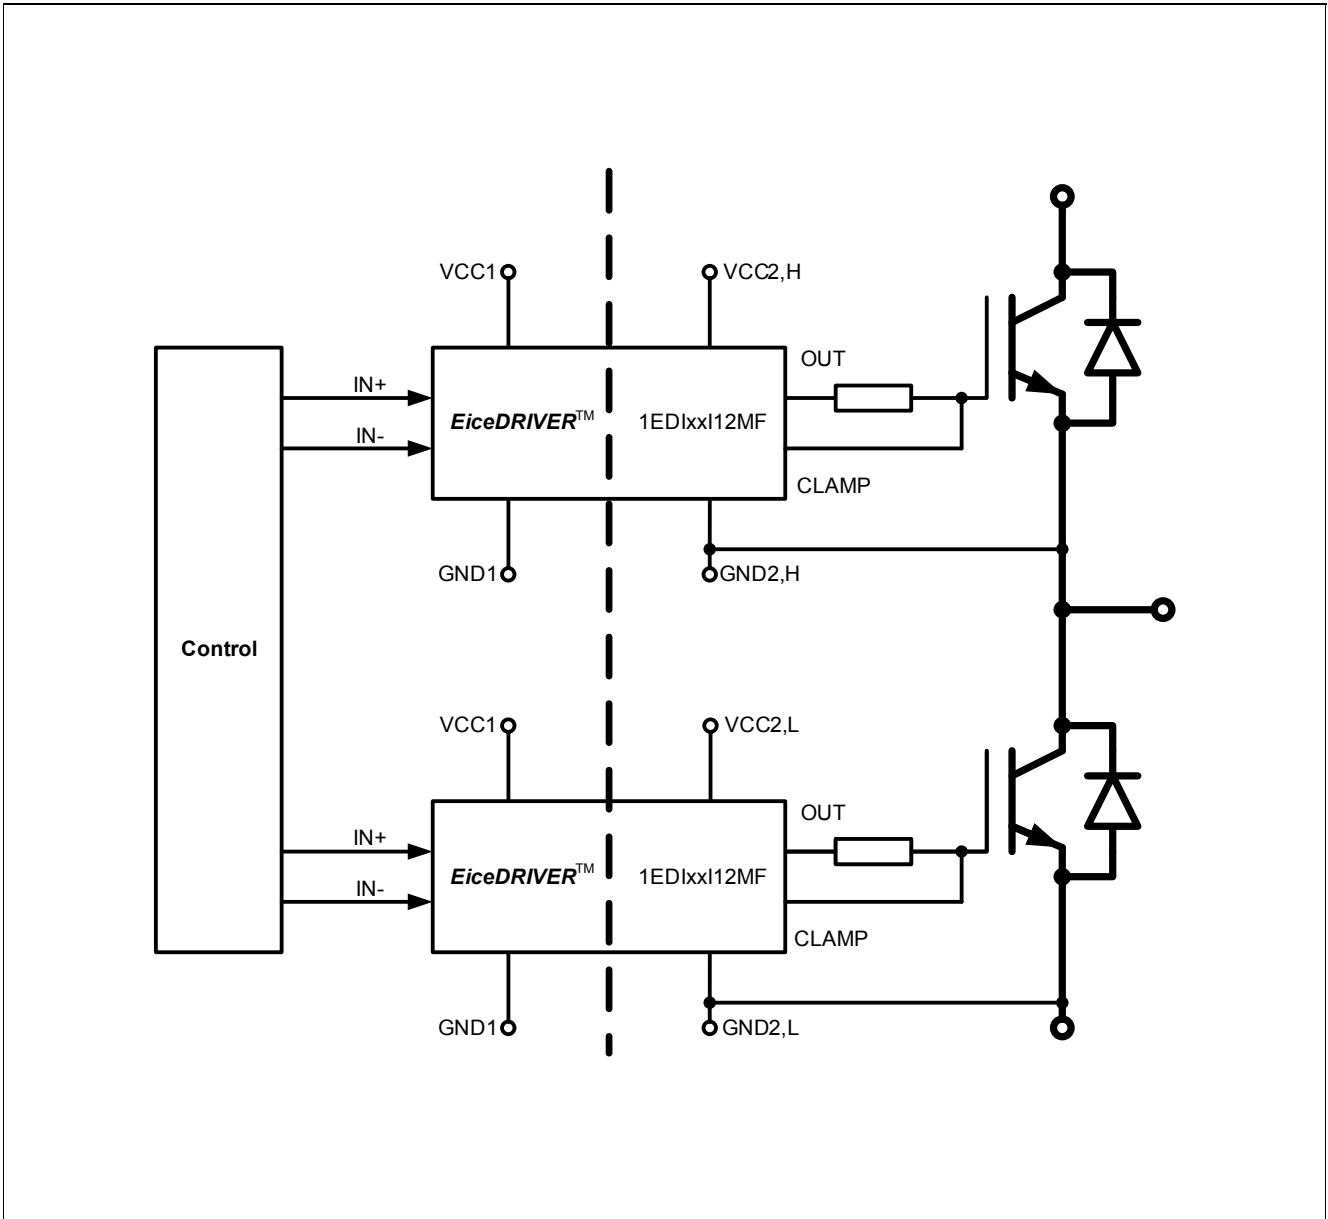 VCC1
VCC2,H
OUT
IN+
EiceDRIVER™
1EDIxxI12MF
IN-
CLAMP
GND1
GND2,H
Control
VCC1
VCC2,L
OUT
IN+
EiceDRIVER™
1EDIxxI12MF
IN-
CLAMP
GND1
GND2,L